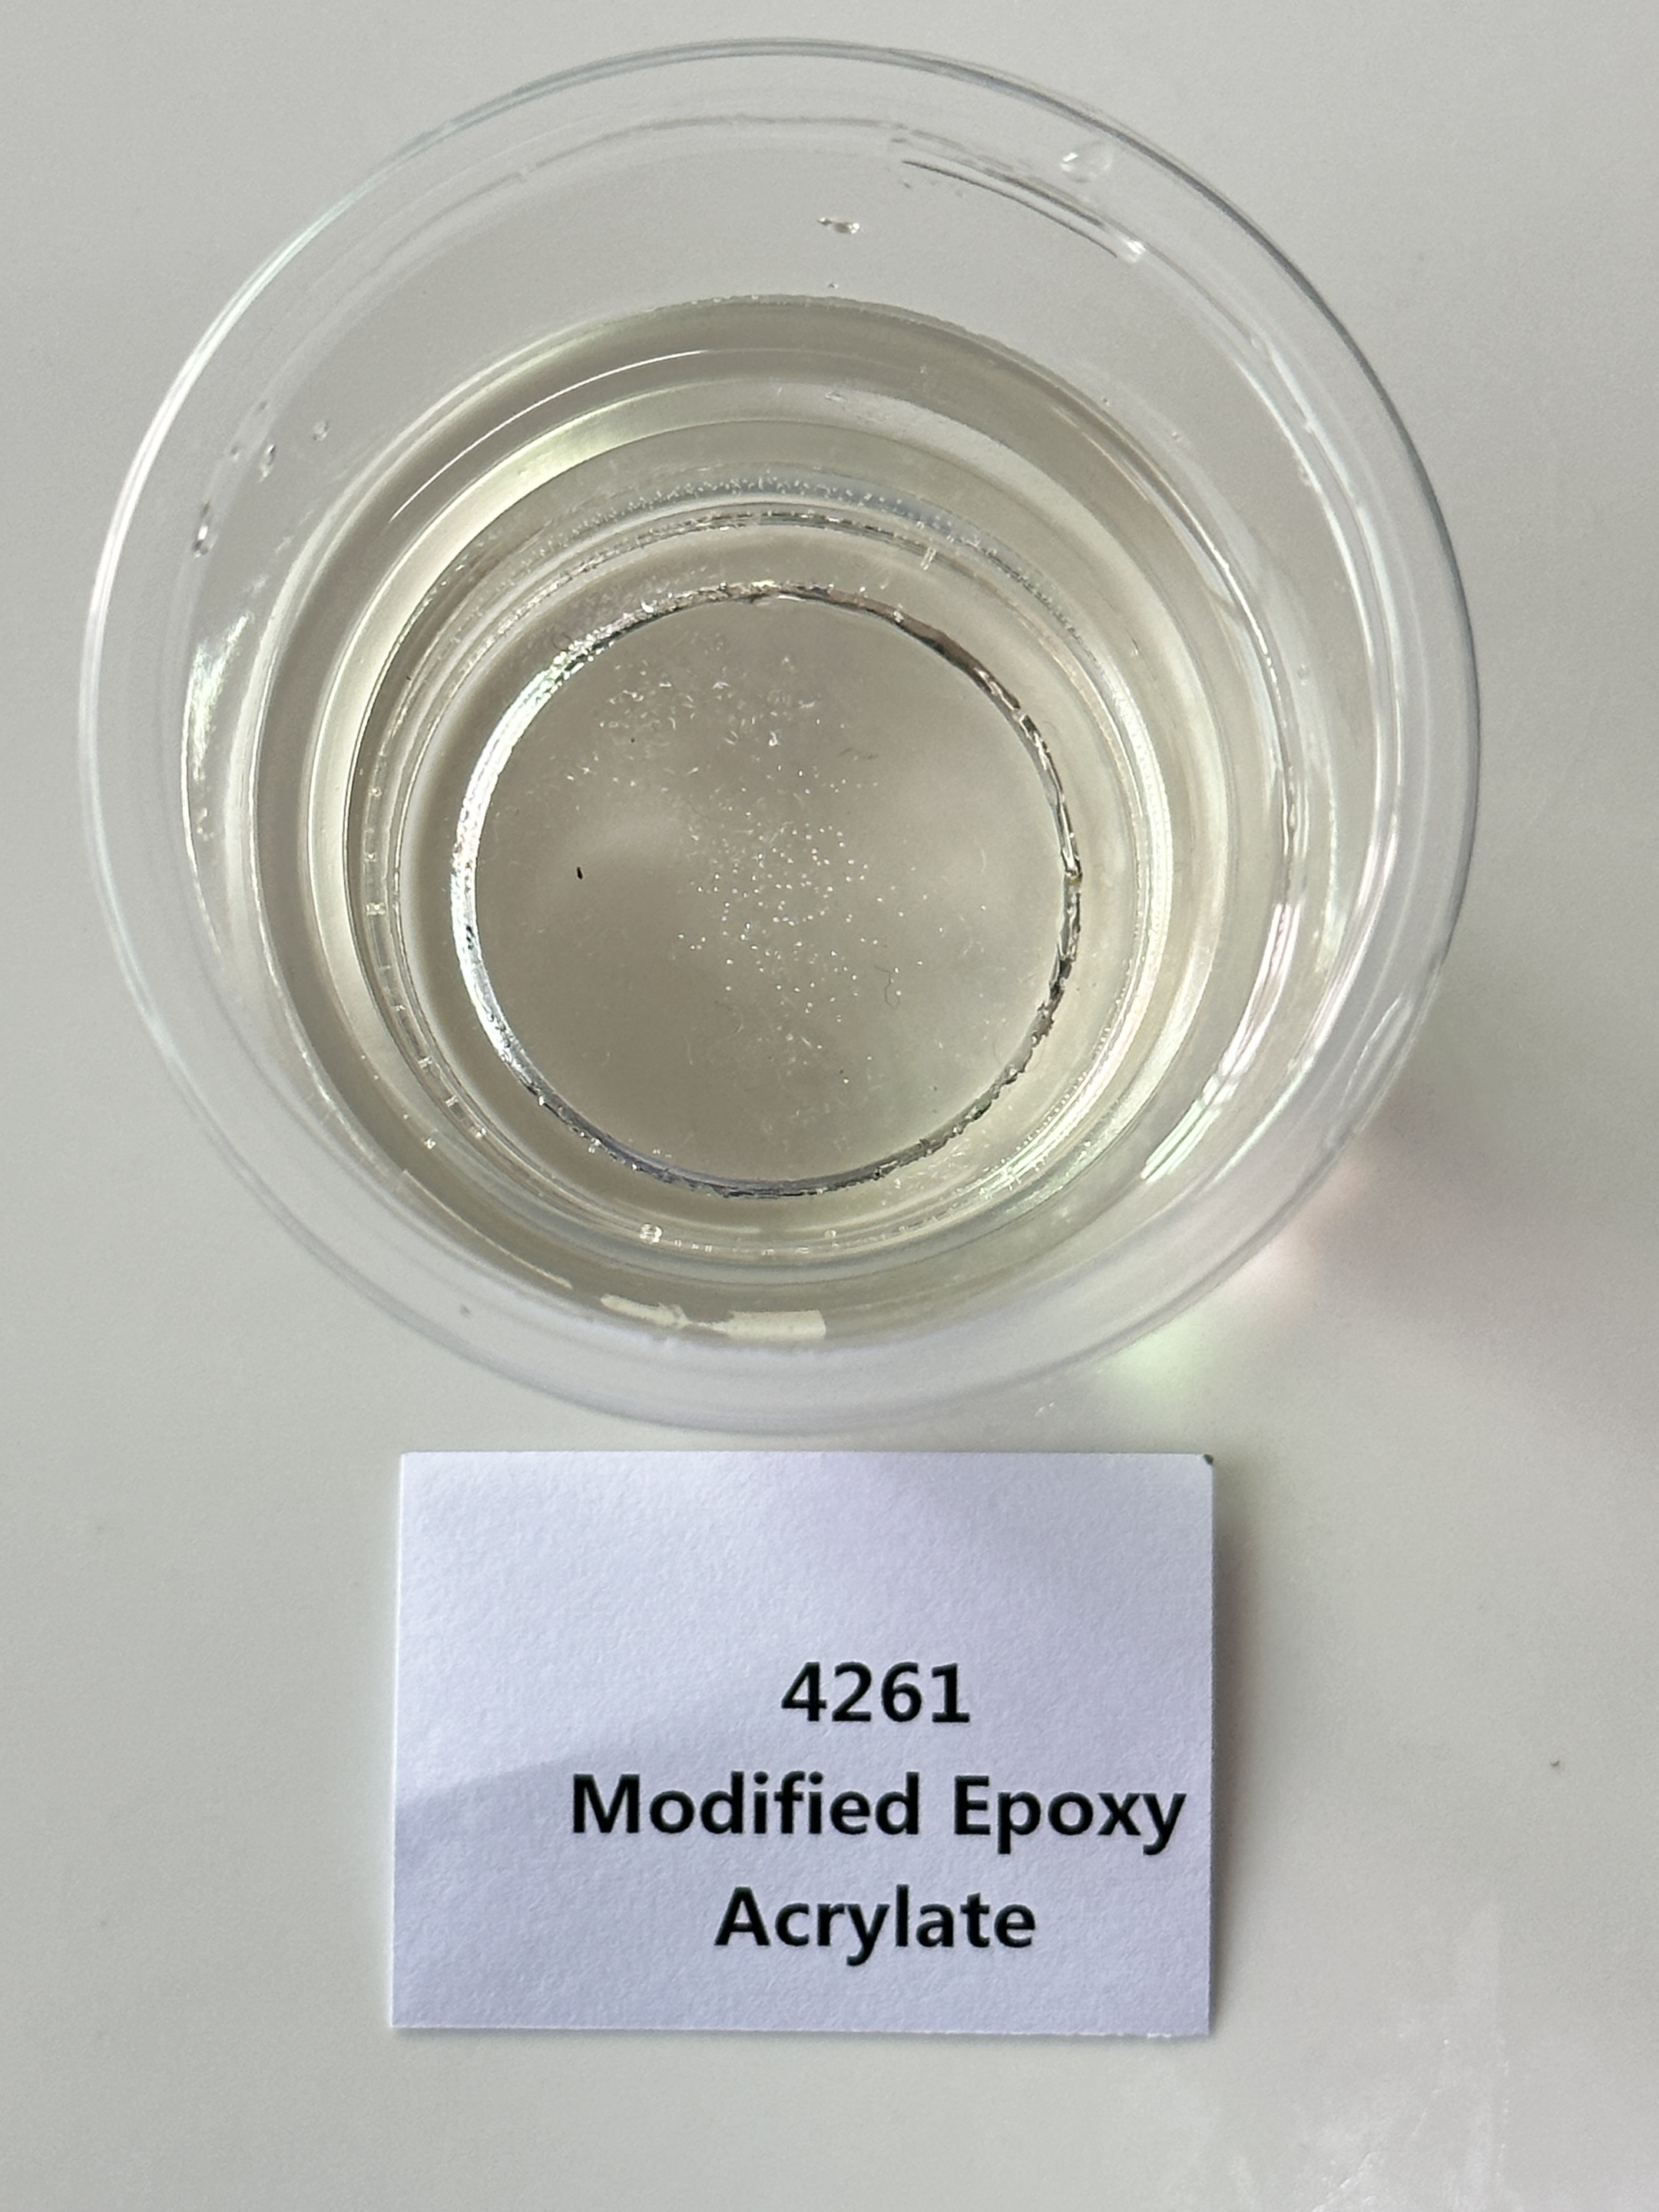 4261
Modified Epoxy
Acrylate